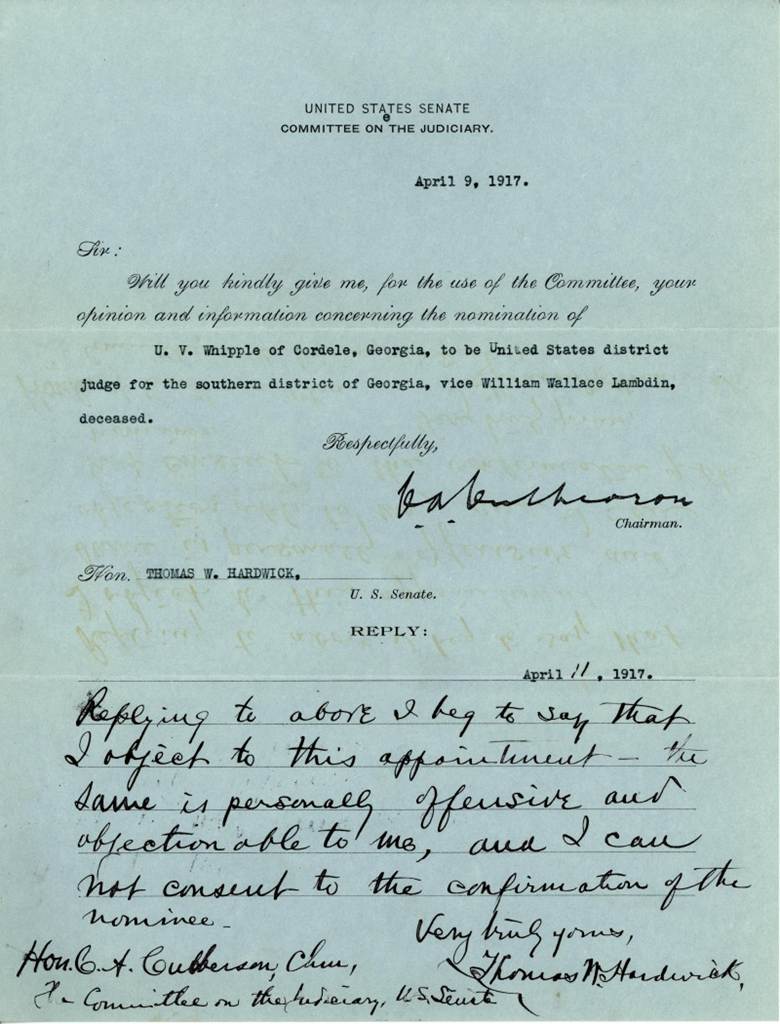 UNITED STATES SENATE
e
COMMITTEE ON THE JUDICIARY.
April 9, 1917.
Sir:
Will you kindly give me, for the use of the Committee, your
opinion and information concerning the nomination of
U. V. Whipple of Cordele, Georgia, to be United States district
judge for the southern district of Georgia, vice William Wallace Lambdin,
deceased.
Respectfully,
C A Culberson
Chairman.
Hon. THOMAS W. HARDWICK,
U. S. Senate.
REPLY:
April 11, 1917.
Replying to above I beg to say that
I object to this appointment – the
same is personally offensive and
objectionable to me, and I can
not consent to the confirmation of the
nominee.
Very truly yours,
Hon. C. A. Culberson, Chm,
Thomas W. Hardwick,
Committee on the Judiciary, U.S. Senate